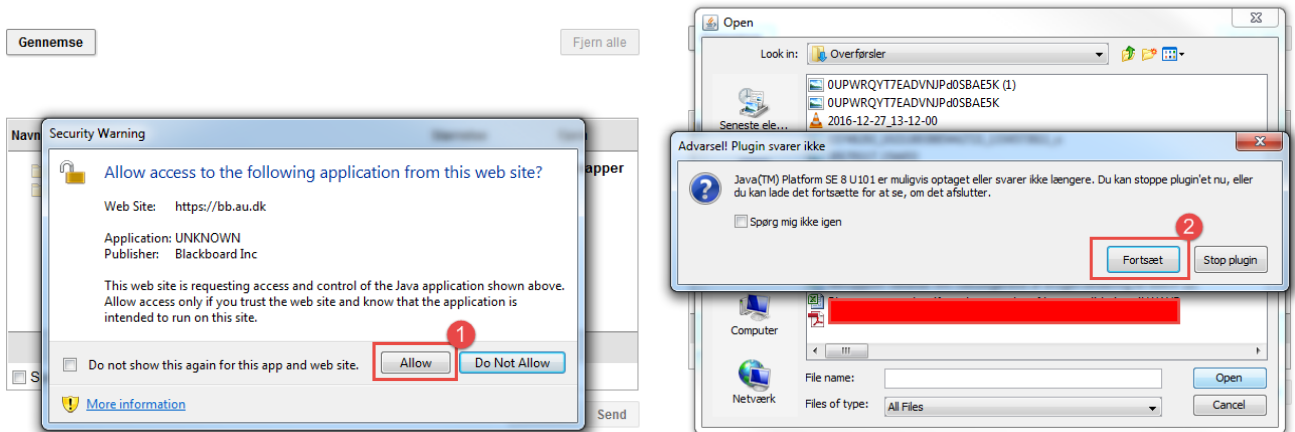 Gennemse
Fjern alle
Navn
apper
Security Warning
Allow access to the following application from this web site?
Web Site: https://bb.au.dk
Application: UNKNOWN
Publisher: Blackboard Inc
This web site is requesting access and control of the Java application shown above.
Allow access only if you trust the web site and know that the application is
intended to run on this site.
1
Do not show this again for this app and web site.
Allow
Do Not Allow
S
More information
Send
Open
Look in: Overførsler
0UPWRQYT7EADVNJPd0SBAE5K (1)
0UPWRQYT7EADVNJPd0SBAE5K
2016-12-27_13-12-00
Seneste ele...
Advarsel! Plugin svarer ikke
Java(TM) Platform SE 8 U101 er muligvis optaget eller svarer ikke længere. Du kan stoppe plugin'et nu, eller
du kan lade det fortsætte for at se, om det afslutter.
Spørg mig ikke igen
2
Fortsæt
Stop plugin
Computer
Netværk
File name:
Open
Files of type: All Files
Cancel